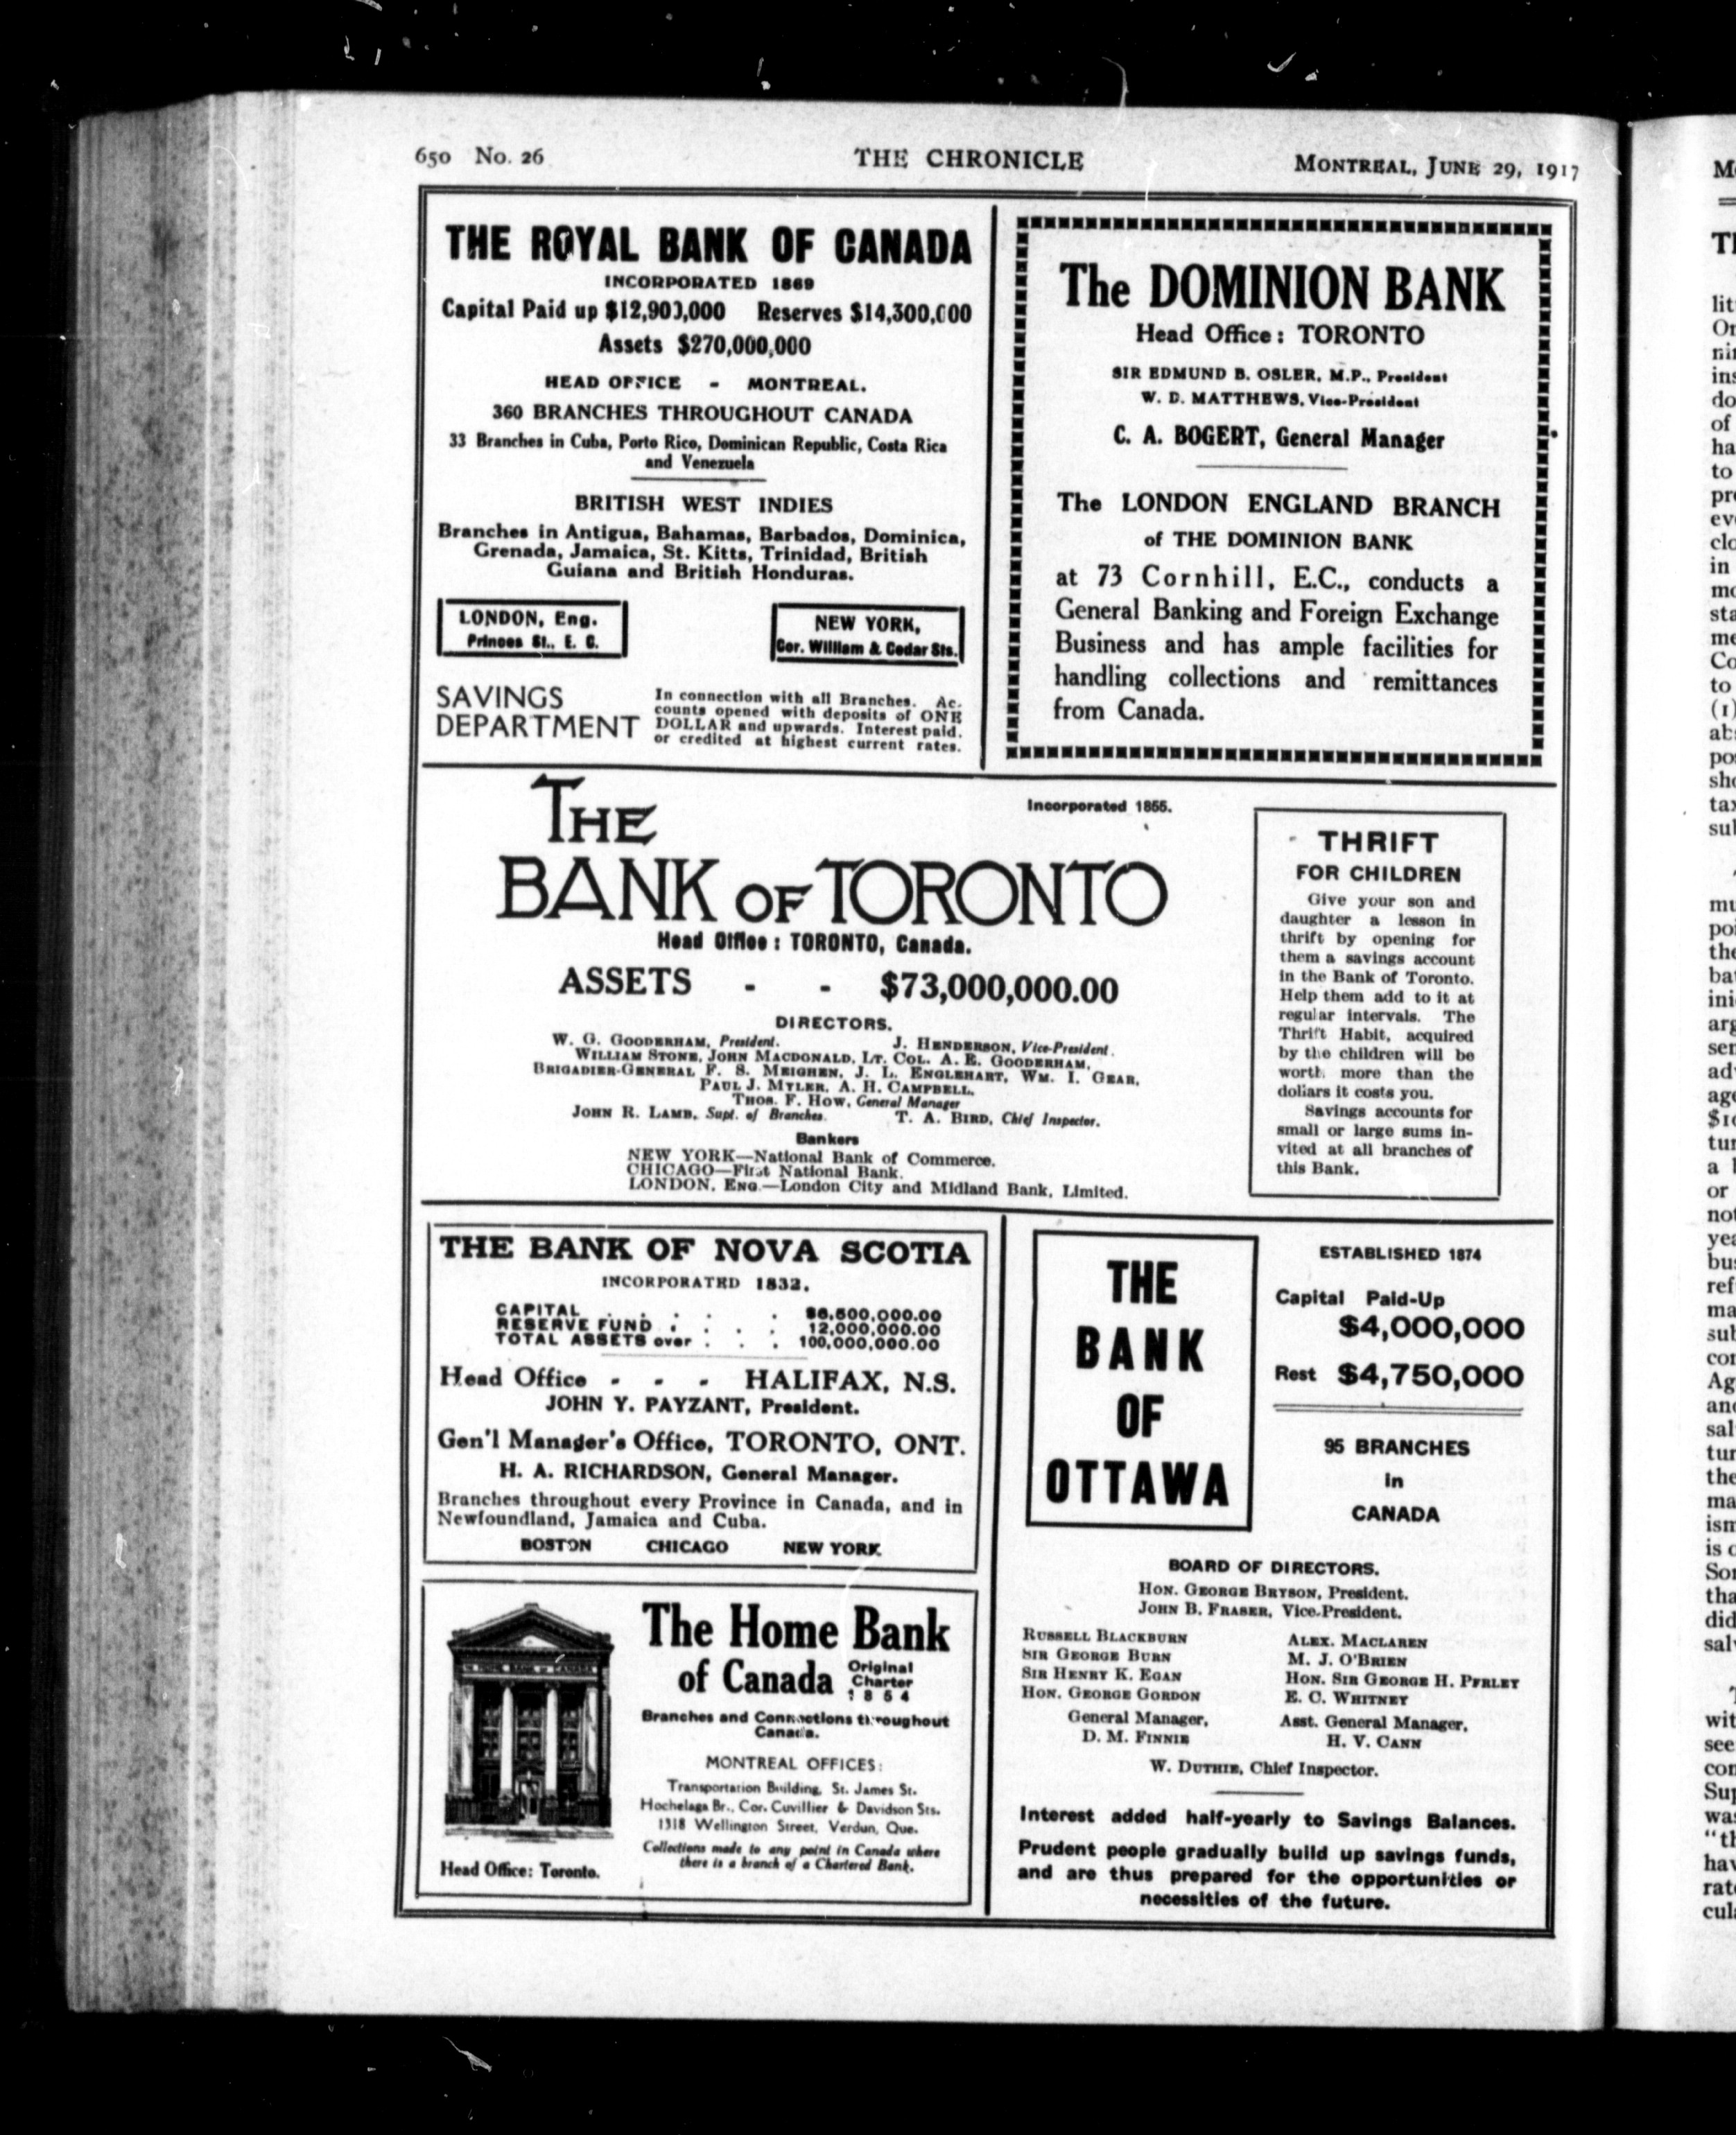 650 No. 26
THE CHRONICLE
MONTREAL, JUNE 29, 1917
THE ROYAL BANK OF CANADA
INCORPORATED 1869
Capital Paid up $12,900,000 Reserves $14,300,000
Assets $270,000,000
HEAD OFFICE - MONTREAL.
360 BRANCHES THROUGHOUT CANADA
33 Branches in Cuba, Porto Rico, Dominican Republic, Costa Rica
and Venezuela
BRITISH WEST INDIES
Branches in Antigua, Bahamas, Barbados, Dominica,
Grenada, Jamaica, St. Kitts, Trinidad, British
Guiana and British Honduras.
LONDON, Eng.
Princes St., E. C.
NEW YORK,
Cor. William & Cedar Sts.
SAVINGS
DEPARTMENT
In connection with all Branches. Ac-
counts opened with deposits of ONE
DOLLAR and upwards. Interest paid.
or credited at highest current rates.
The DOMINION BANK
Head Office: TORONTO
SIR EDMUND B. OSLER, M.P., President
W. D. MATTHEWS, Vice-President
C. A. BOGERT, General Manager
The LONDON ENGLAND BRANCH
of THE DOMINION BANK
at 73 Cornhill, E.C., conducts a
General Banking and Foreign Exchange
Business and has ample facilities for
handling collections and remittances
from Canada.
THE
BANK OF TORONTO
Incorporated 1855.
Head Office: TORONTO, Canada.
ASSETS - - $73,000,000.00
DIRECTORS.
W. G. GOODERHAM, President. J. HENDERSON, Vice-President.
WILLIAM STONE, JOHN MACDONALD, LT. COL. A. E. GOODERHAM,
BRIGADIER-GENERAL F. S. MEIGHEN, J. L. ENGLEHART, WM. I. GEAR,
PAUL J. MYLER, A. H. CAMPBELL.
THOS. F. HOW, General Manager
JOHN R. LAMB, Supt. of Branches. T. A. BIRD, Chief Inspector.
Bankers
NEW YORK—National Bank of Commerce.
CHICAGO—First National Bank.
LONDON, ENG.—London City and Midland Bank, Limited.
THRIFT
FOR CHILDREN
Give your son and
daughter a lesson in
thrift by opening for
them a savings account
in the Bank of Toronto.
Help them add to it at
regular intervals. The
Thrift Habit, acquired
by the children will be
worth more than the
dollars it costs you.
Savings accounts for
small or large sums in-
vited at all branches of
this Bank.
THE BANK OF NOVA SCOTIA
INCORPORATED 1832.
CAPITAL . . . . $6,500,000.00
RESERVE FUND . . . . 12,000,000.00
TOTAL ASSETS over . . . 100,000,000.00
Head Office - - - HALIFAX, N.S.
JOHN Y. PAYZANT, President.
Gen'l Manager's Office, TORONTO, ONT.
H. A. RICHARDSON, General Manager.
Branches throughout every Province in Canada, and in
Newfoundland, Jamaica and Cuba.
BOSTON CHICAGO NEW YORK
The Home Bank
of Canada Original
Charter
1854
Branches and Connections throughout
Canada.
MONTREAL OFFICES:
Transportation Building, St. James St.
Hochelaga Br., Cor. Cuvillier & Davidson Sts.
1318 Wellington Street, Verdun, Que.
Collections made to any point in Canada where
there is a branch of a Chartered Bank.
Head Office: Toronto.
THE
BANK
OF
OTTAWA
ESTABLISHED 1874
Capital Paid-Up
$4,000,000
Rest $4,750,000
95 BRANCHES
in
CANADA
BOARD OF DIRECTORS.
HON. GEORGE BRYSON, President.
JOHN B. FRASER, Vice-President.
RUSSELL BLACKBURN
SIR GEORGE BURN
SIR HENRY K. EGAN
HON. GEORGE GORDON
General Manager,
D. M. FINNIE
ALEX. MACLAREN
M. J. O'BRIEN
HON. SIR GEORGE H. PERLEY
E. C. WHITNEY
Asst. General Manager,
H. V. CANN
W. DUTHIE, Chief Inspector.
Interest added half-yearly to Savings Balances.
Prudent people gradually build up savings funds,
and are thus prepared for the opportunities or
necessities of the future.